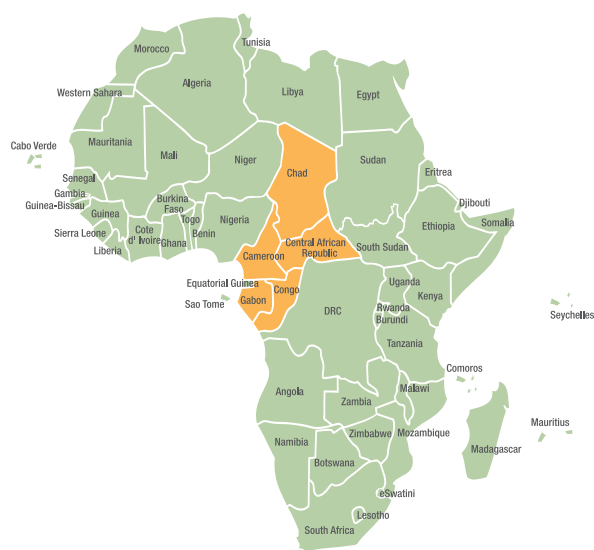 Tunisia
Morocco
Algeria
Libya
Egypt
Western Sahara
Mauritania
Mali
Niger
Chad
Sudan
Cabo Verde
Eritrea
Senegal
Gambia
Guinea-Bissau
Guinea
Burkina
Faso
Togo
Nigeria
Djibouti
Somalia
Ethiopia
Sierra Leone
Liberia
Cote
d' Ivoire
Ghana
Benin
Cameroon
Central African
Republic
South Sudan
Equatorial Guinea
Sao Tome
Gabon
Congo
DRC
Uganda
Kenya
Rwanda
Burundi
Seychelles
Tanzania
Comoros
Angola
Zambia
Malawi
Mauritius
Namibia
Zimbabwe
Mozambique
Madagascar
Botswana
eSwatini
Lesotho
South Africa